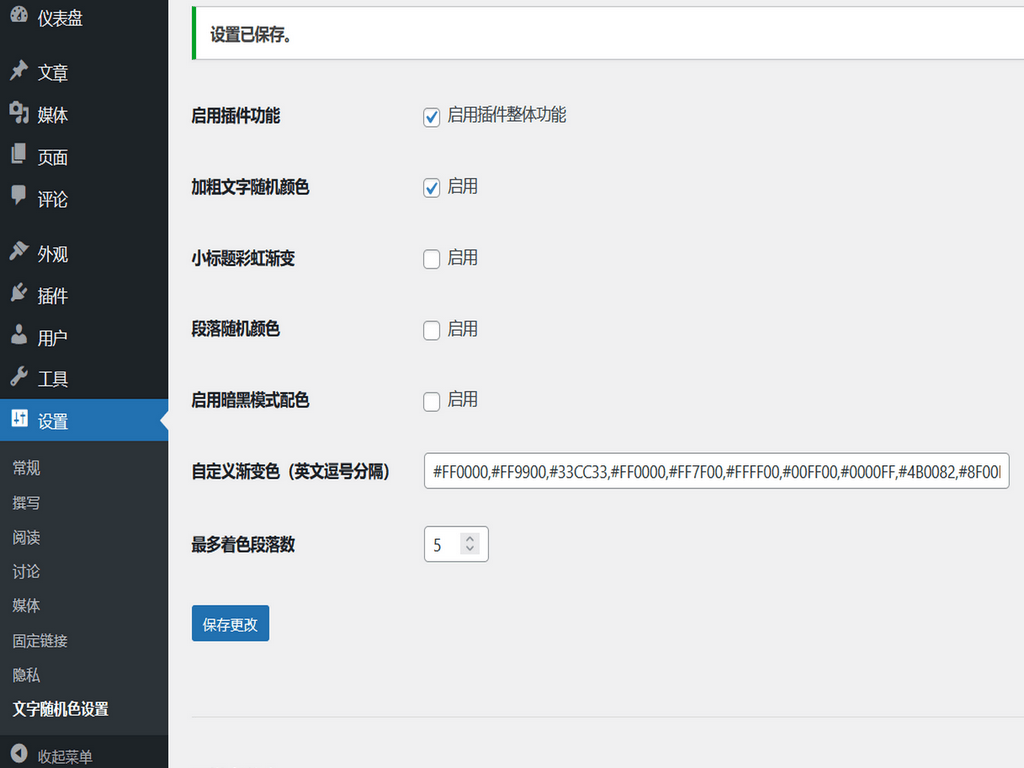 仪表盘
文章
媒体
页面
评论
外观
插件
用户
工具
设置
常规
撰写
阅读
讨论
媒体
固定链接
隐私
文字随机色设置
收起菜单
设置已保存。
启用插件功能 启用插件整体功能
加粗文字随机颜色 启用
小标题彩虹渐变 启用
段落随机颜色 启用
启用暗黑模式配色 启用
自定义渐变色（英文逗号分隔） #FF0000,#FF9900,#33CC33,#FF0000,#FF7F00,#FFFF00,#00FF00,#0000FF,#4B0082,#8F00
最多着色段落数 5
保存更改